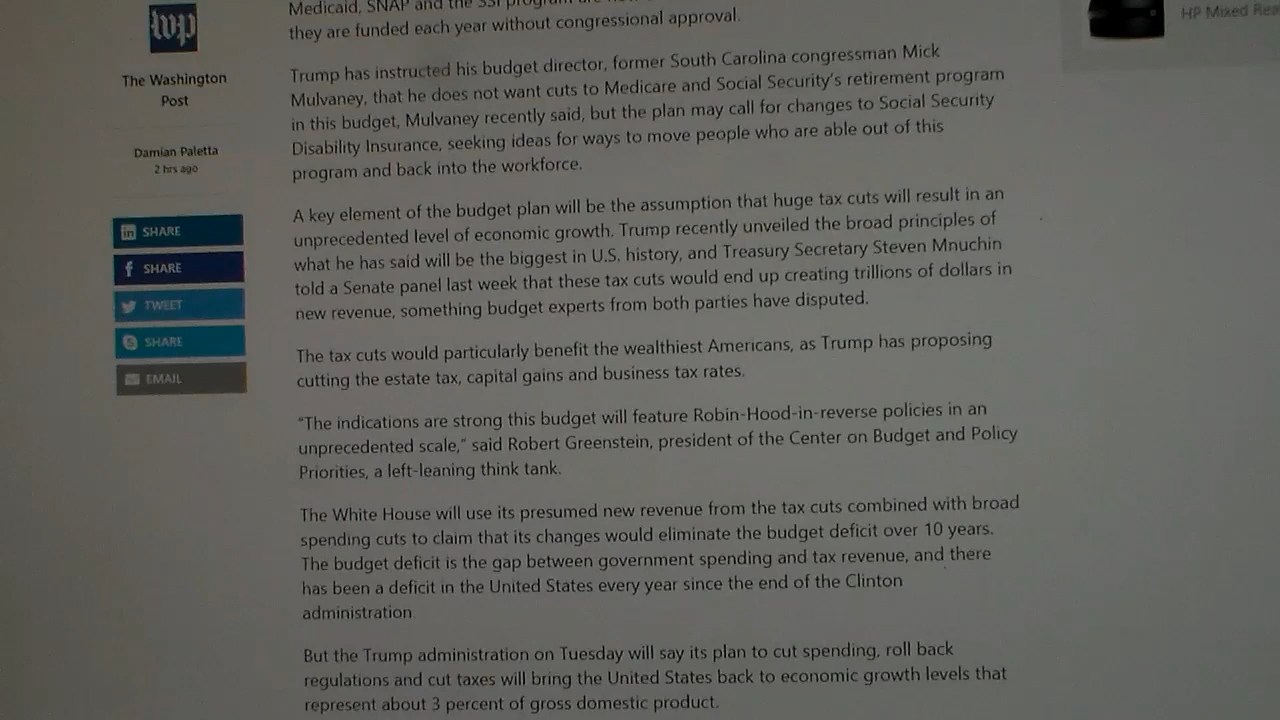 Medicaid, SNAP and the SSI program are
they are funded each year without congressional approval.
wp
The Washington
Post
Damian Paletta
2 hrs ago
in SHARE
f SHARE
TWEET
SHARE
EMAIL
HP Mixed Rea
Trump has instructed his budget director, former South Carolina congressman Mick
Mulvaney, that he does not want cuts to Medicare and Social Security's retirement program
in this budget, Mulvaney recently said, but the plan may call for changes to Social Security
Disability Insurance, seeking ideas for ways to move people who are able out of this
program and back into the workforce.
A key element of the budget plan will be the assumption that huge tax cuts will result in an
unprecedented level of economic growth. Trump recently unveiled the broad principles of
what he has said will be the biggest in U.S. history, and Treasury Secretary Steven Mnuchin
told a Senate panel last week that these tax cuts would end up creating trillions of dollars in
new revenue, something budget experts from both parties have disputed.
The tax cuts would particularly benefit the wealthiest Americans, as Trump has proposing
cutting the estate tax, capital gains and business tax rates.
“The indications are strong this budget will feature Robin-Hood-in-reverse policies in an
unprecedented scale,” said Robert Greenstein, president of the Center on Budget and Policy
Priorities, a left-leaning think tank.
The White House will use its presumed new revenue from the tax cuts combined with broad
spending cuts to claim that its changes would eliminate the budget deficit over 10 years.
The budget deficit is the gap between government spending and tax revenue, and there
has been a deficit in the United States every year since the end of the Clinton
administration.
But the Trump administration on Tuesday will say its plan to cut spending, roll back
regulations and cut taxes will bring the United States back to economic growth levels that
represent about 3 percent of gross domestic product.